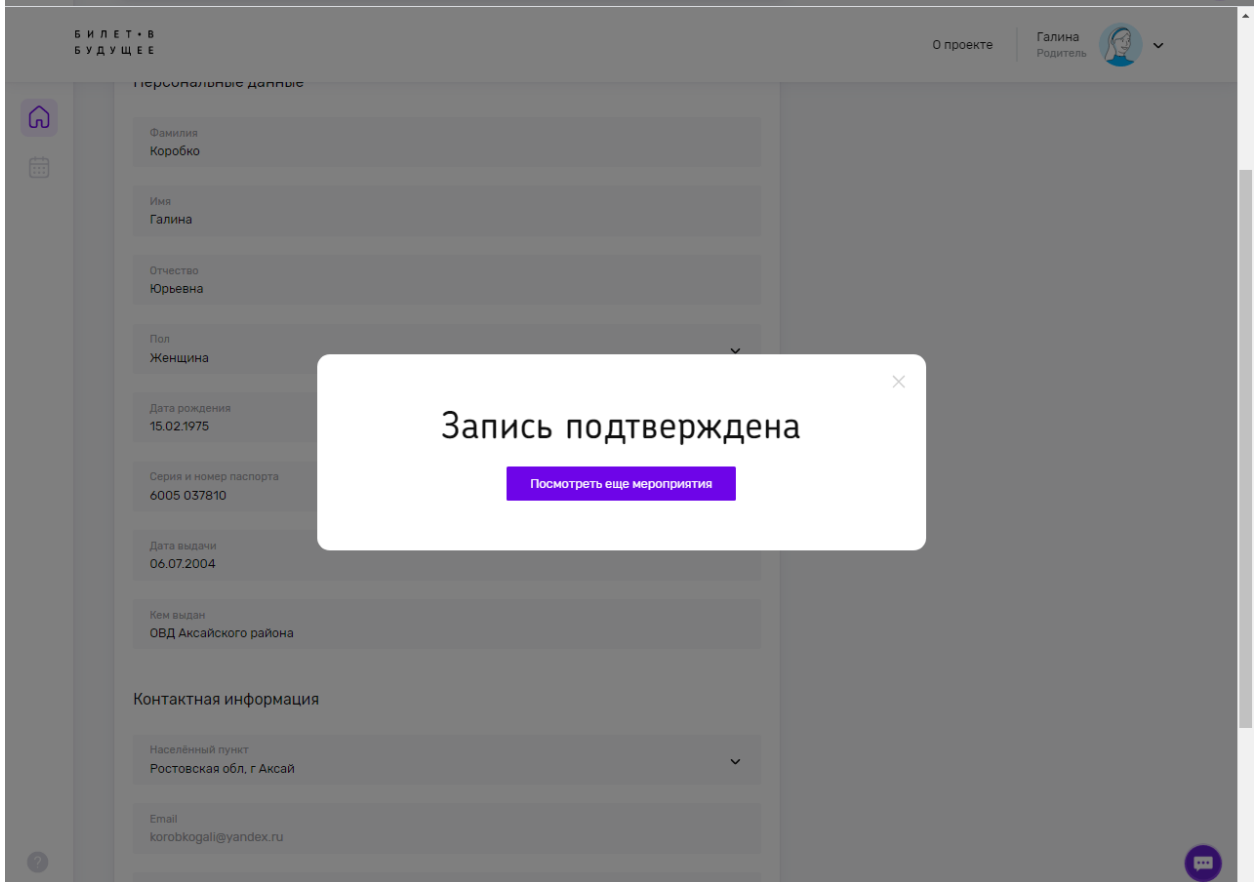 БИЛЕТ•В
БУДУЩЕЕ
О проекте
Галина
Родитель
Персональные данные
Фамилия
Коробко
Имя
Галина
Отчество
Юрьевна
Пол
Женщина
Дата рождения
15.02.1975
Серия и номер паспорта
6005 037810
Дата выдачи
06.07.2004
Кем выдан
ОВД Аксайского района
Запись подтверждена
Посмотреть еще мероприятия
Контактная информация
Населённый пункт
Ростовская обл, г Аксай
Email
korobkogali@yandex.ru
?